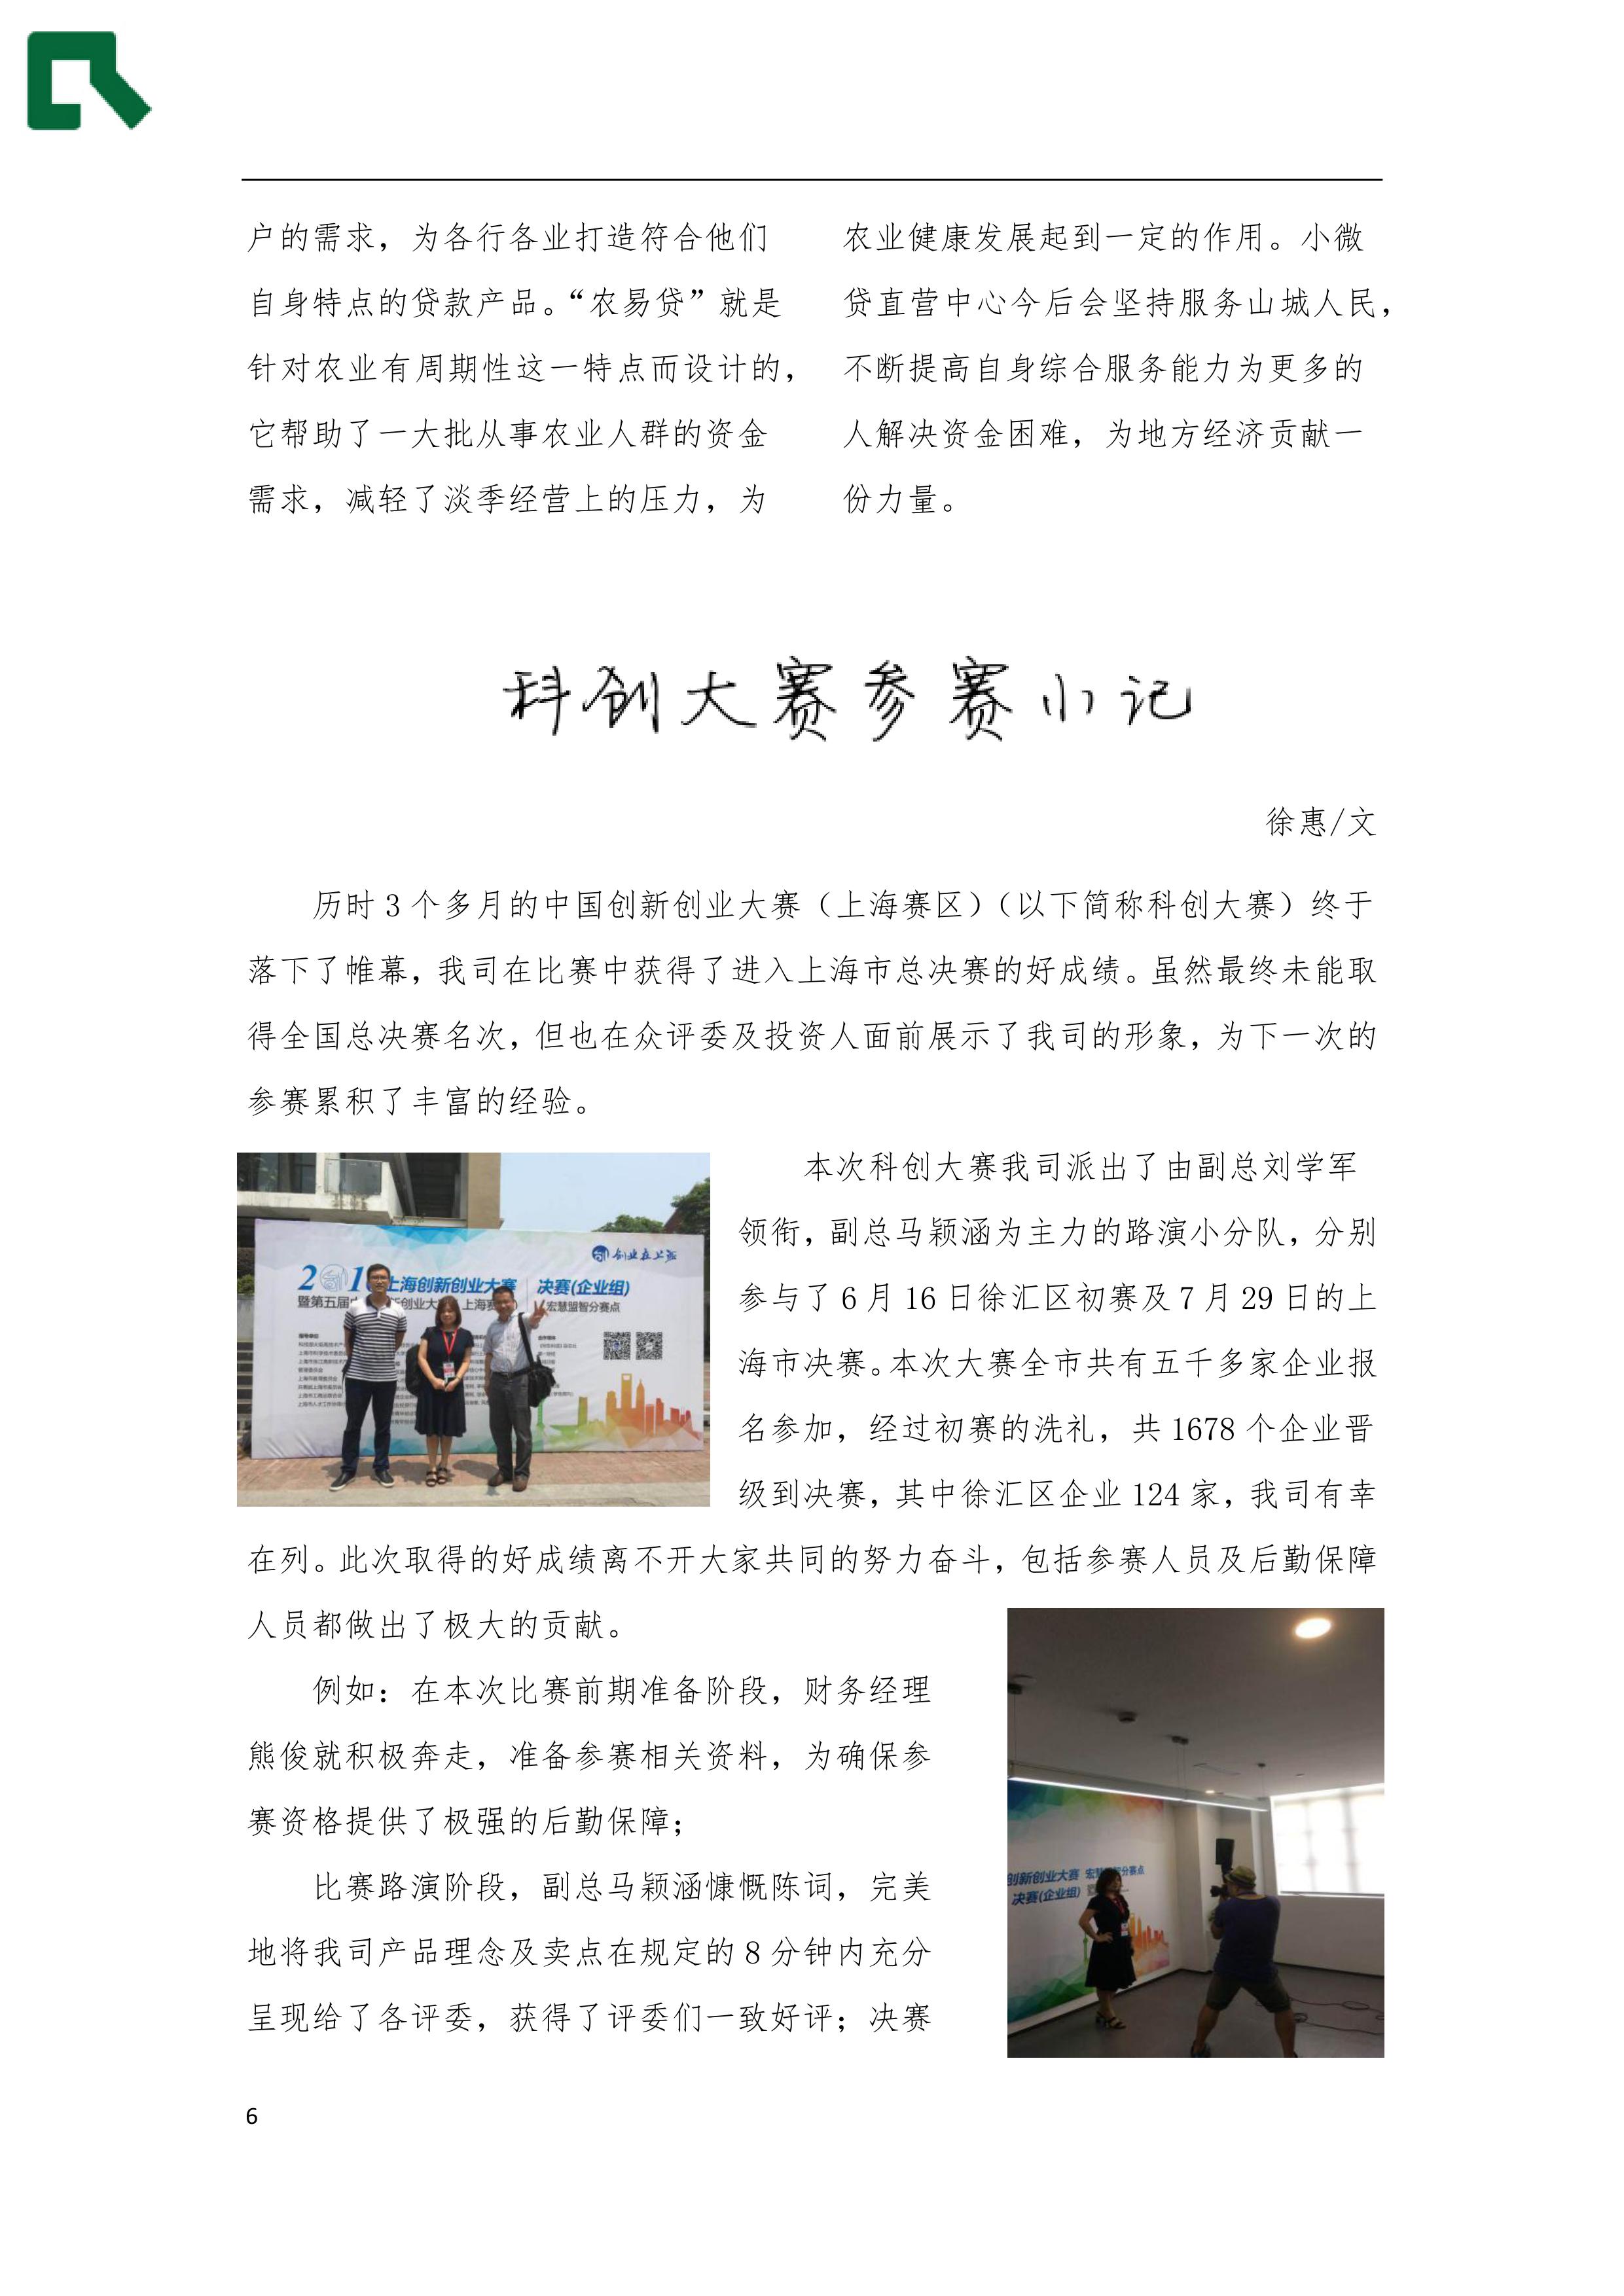 户的需求，为各行各业打造符合他们
自身特点的贷款产品。“农易贷”就是
针对农业有周期性这一特点而设计的，
它帮助了一大批从事农业人群的资金
需求，减轻了淡季经营上的压力，为
农业健康发展起到一定的作用。小微
贷直营中心今后会坚持服务山城人民，
不断提高自身综合服务能力为更多的
人解决资金困难，为地方经济贡献一
份力量。
科创大赛参赛小记
徐惠/文
历时 3 个多月的中国创新创业大赛（上海赛区）（以下简称科创大赛）终于
落下了帷幕，我司在比赛中获得了进入上海市总决赛的好成绩。虽然最终未能取
得全国总决赛名次，但也在众评委及投资人面前展示了我司的形象，为下一次的
参赛累积了丰富的经验。
创业在上海
上海创新创业大赛 决赛(企业组)
暨第五届
新创业大
上海赛
宏慧盟智分赛点
本次科创大赛我司派出了由副总刘学军
领衔，副总马颖涵为主力的路演小分队，分别
参与了 6 月 16 日徐汇区初赛及 7 月 29 日的上
海市决赛。本次大赛全市共有五千多家企业报
名参加，经过初赛的洗礼，共 1678 个企业晋
级到决赛，其中徐汇区企业 124 家，我司有幸
在列。此次取得的好成绩离不开大家共同的努力奋斗，包括参赛人员及后勤保障
人员都做出了极大的贡献。
例如：在本次比赛前期准备阶段，财务经理
熊俊就积极奔走，准备参赛相关资料，为确保参
赛资格提供了极强的后勤保障；
比赛路演阶段，副总马颖涵慷慨陈词，完美
地将我司产品理念及卖点在规定的 8 分钟内充分
呈现给了各评委，获得了评委们一致好评；决赛
创新创业大赛 宏慧盟智分赛点
决赛(企业组)
6